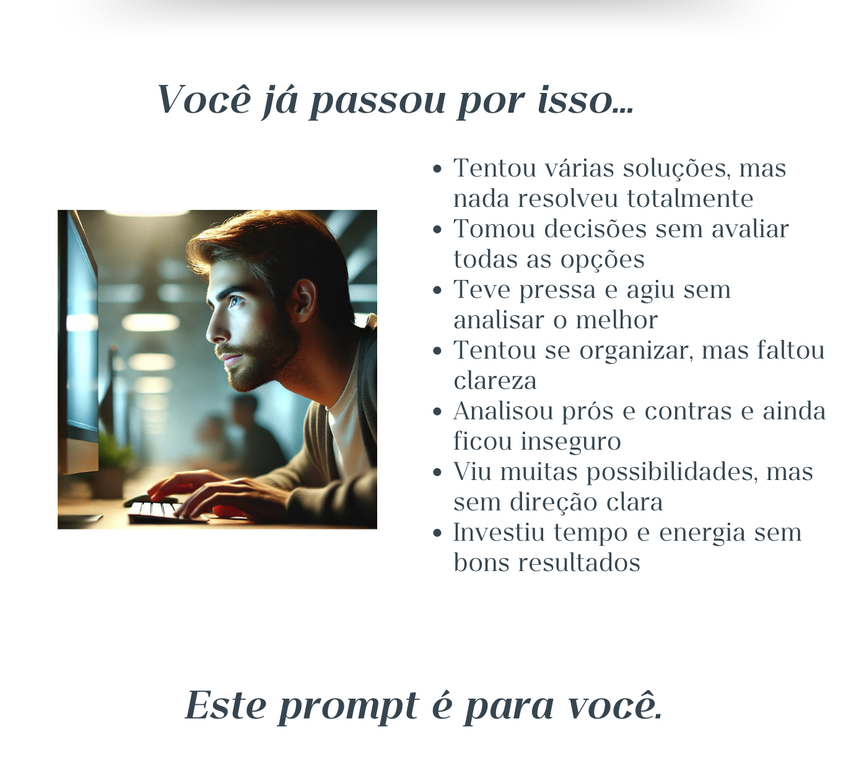 Você já passou por isso...
• Tentou várias soluções, mas
nada resolveu totalmente
• Tomou decisões sem avaliar
todas as opções
• Teve pressa e agiu sem
analisar o melhor
• Tentou se organizar, mas faltou
clareza
• Analisou prós e contras e ainda
ficou inseguro
• Viu muitas possibilidades, mas
sem direção clara
• Investiu tempo e energia sem
bons resultados
Este prompt é para você.